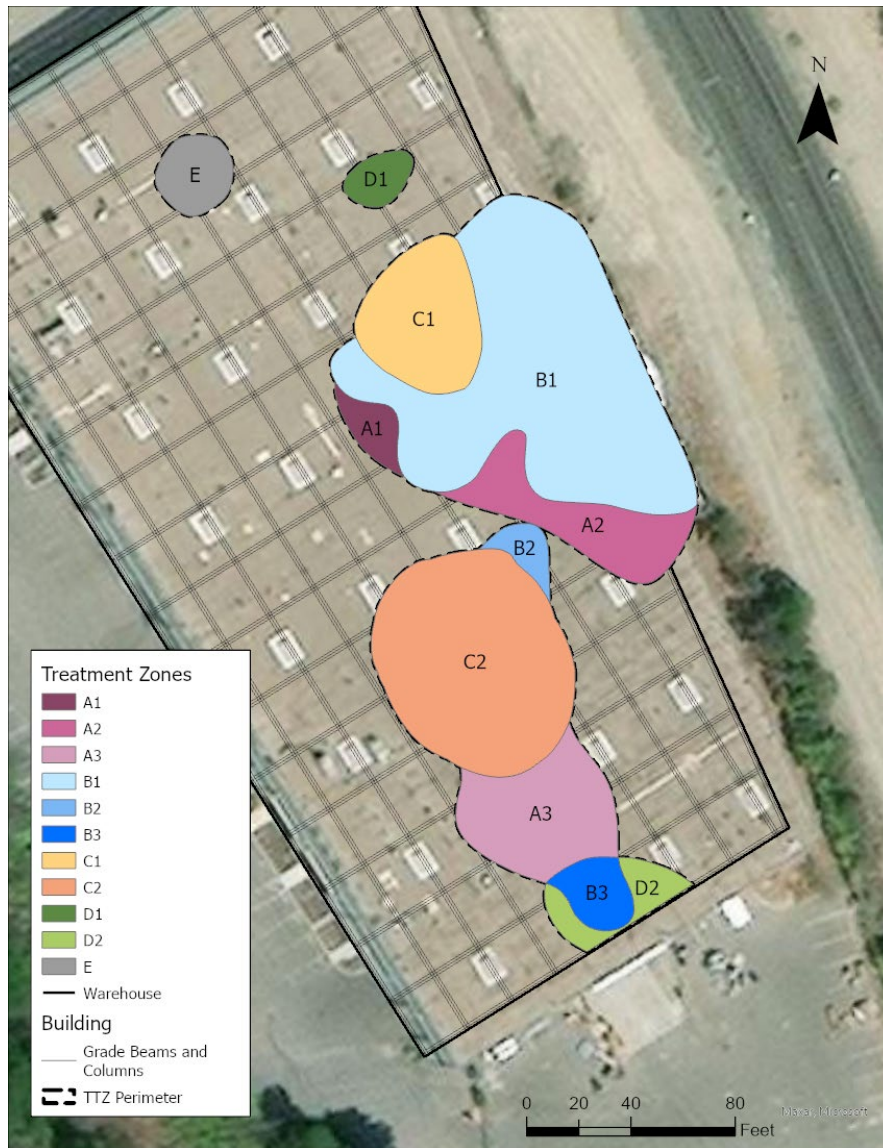 N
E
D1
C1
B1
A1
A2
B2
C2
A3
B3
D2
Treatment Zones
A1
A2
A3
B1
B2
B3
C1
C2
D1
D2
E
Warehouse
Building
Grade Beams and
Columns
TTZ Perimeter
0 20 40 80
Feet
Microsoft